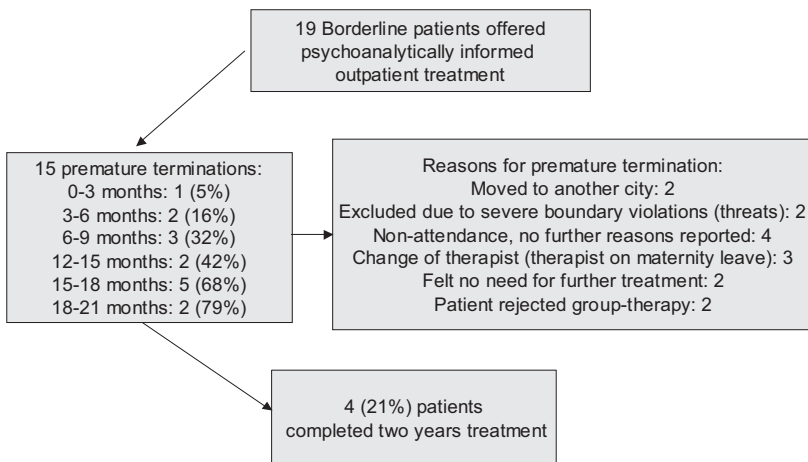 19 Borderline patients offered
psychoanalytically informed
outpatient treatment
15 premature terminations:
0-3 months: 1 (5%)
3-6 months: 2 (16%)
6-9 months: 3 (32%)
12-15 months: 2 (42%)
15-18 months: 5 (68%)
18-21 months: 2 (79%)
Reasons for premature termination:
Moved to another city: 2
Excluded due to severe boundary violations (threats): 2
Non-attendance, no further reasons reported: 4
Change of therapist (therapist on maternity leave): 3
Felt no need for further treatment: 2
Patient rejected group-therapy: 2
4 (21%) patients
completed two years treatment